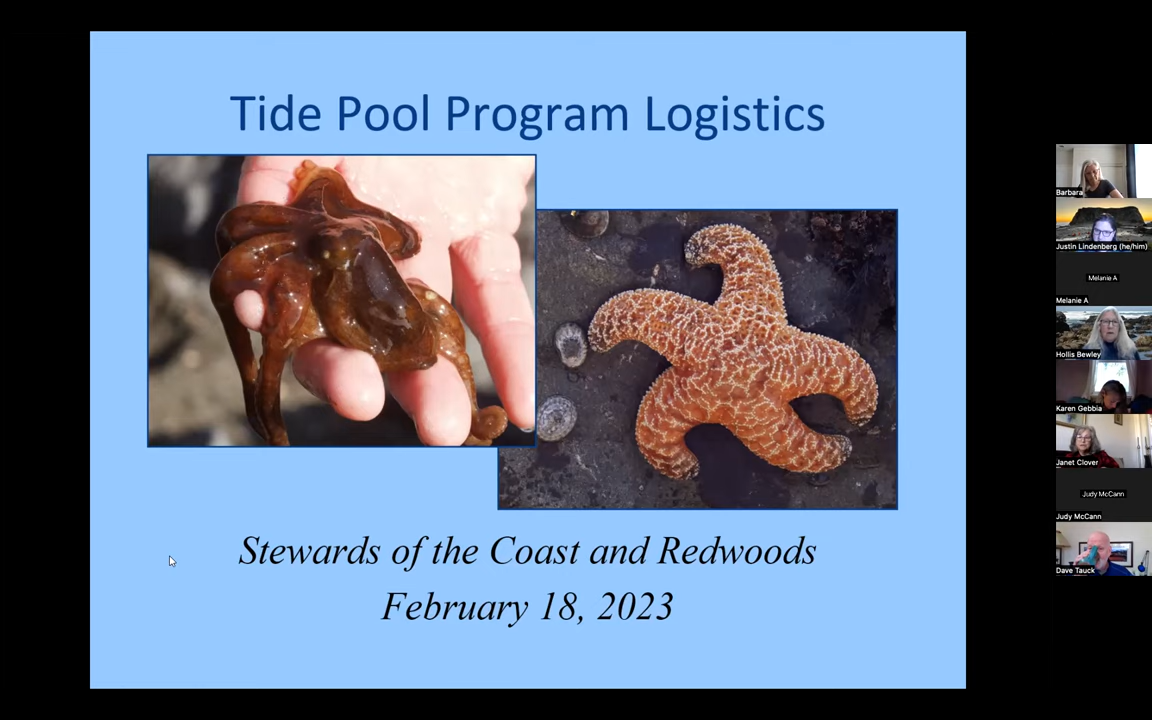 Tide Pool Program Logistics
Stewards of the Coast and Redwoods
February 18, 2023
Barbara
Justin Lindenberg (he/him)
Melanie A
Melanie A
Hollis Bewley
Karen Gebbia
Janet Clover
Judy McCann
Judy McCann
Dave Tauck